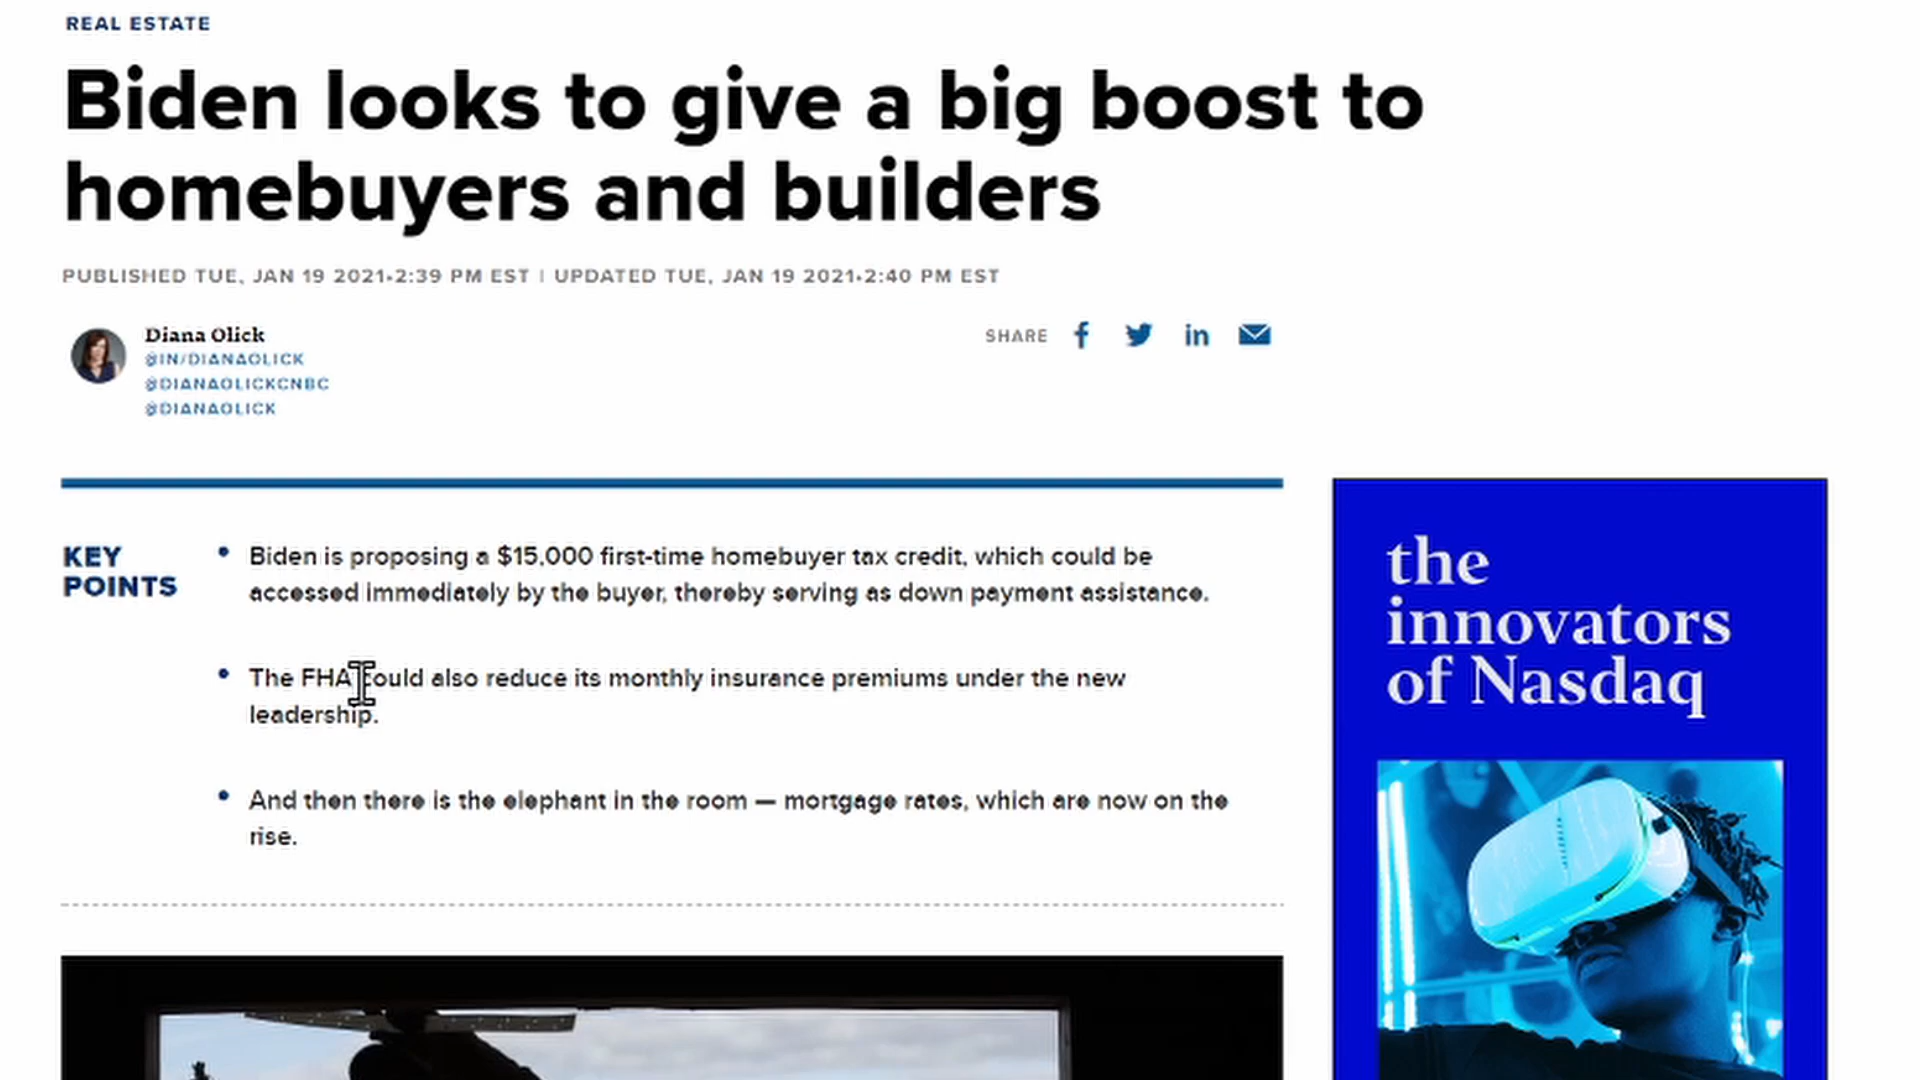 REAL ESTATE
Biden looks to give a big boost to
homebuyers and builders
PUBLISHED TUE, JAN 19 2021•2:39 PM EST | UPDATED TUE, JAN 19 2021•2:40 PM EST
Diana Olick
@IN/DIANAOLICK
@DIANAOLICKCNBC
@DIANAOLICK
SHARE
KEY
POINTS
• Biden is proposing a $15,000 first-time homebuyer tax credit, which could be
accessed immediately by the buyer, thereby serving as down payment assistance.
• The FHA could also reduce its monthly insurance premiums under the new
leadership.
• And then there is the elephant in the room — mortgage rates, which are now on the
rise.
the
innovators
of Nasdaq